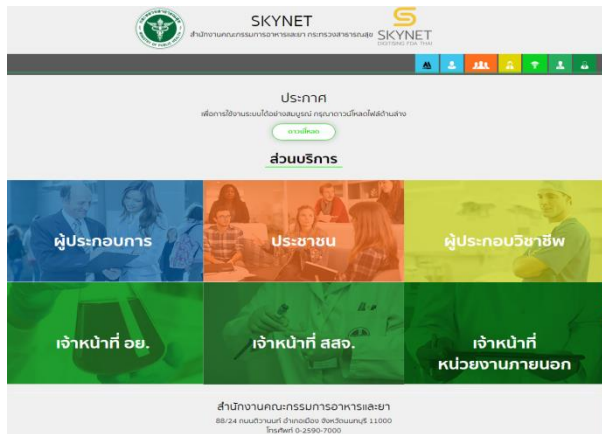 SKYNET
สำนักงานคณะกรรมการอาหารและยา กระทรวงสาธารณสุข
SKYNET
DIGITISING FDA THAI
ประกาศ
เพื่อการใช้งานระบบได้อย่างสมบูรณ์ กรุณาดาวน์โหลดไฟล์ด้านล่าง
ดาวน์โหลด
ส่วนบริการ
ผู้ประกอบการ
ประชาชน
ผู้ประกอบวิชาชีพ
เจ้าหน้าที่ อย.
เจ้าหน้าที่ สสจ.
เจ้าหน้าที่
หน่วยงานภายนอก
สำนักงานคณะกรรมการอาหารและยา
88/24 ถนนติวานนท์ อำเภอเมือง จังหวัดนนทบุรี 11000
โทรศัพท์ 0-2590-7000